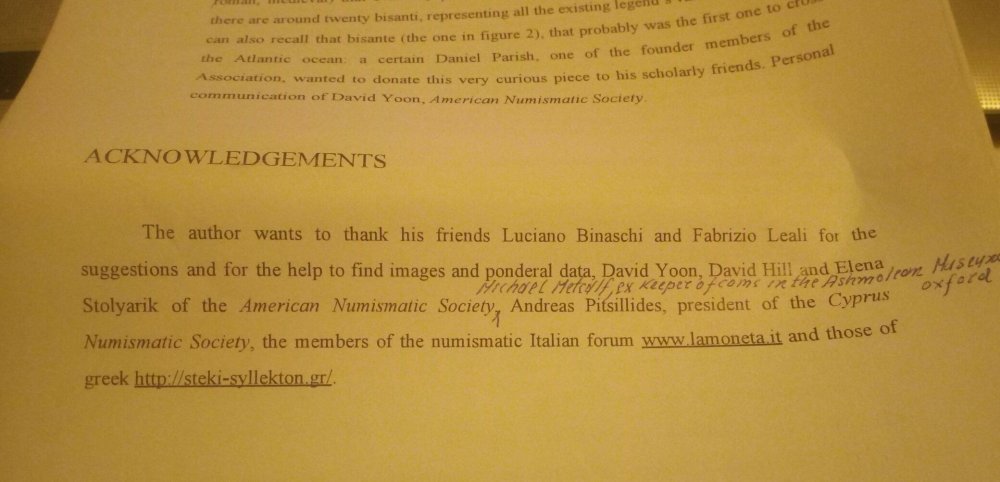 there are around twenty bisanti, representing all the existing legend's
can also recall that bisante (the one in figure 2), that probably was the first one to cross
the Atlantic ocean: a certain Daniel Parish, one of the founder members of the
Association, wanted to donate this very curious piece to his scholarly friends. Personal
communication of David Yoon, American Numismatic Society.
ACKNOWLEDGEMENTS
The author wants to thank his friends Luciano Binaschi and Fabrizio Leali for the
suggestions and for the help to find images and ponderal data, David Yoon, David Hill and Elena
Michael Metcalf, ex Keeper of coins in the Ashmolean Museum
oxford
Stolyarik of the American Numismatic Society, Andreas Pitsillides, president of the Cyprus
Numismatic Society, the members of the numismatic Italian forum www.lamoneta.it and those of
greek http://steki-syllekton.gr/.